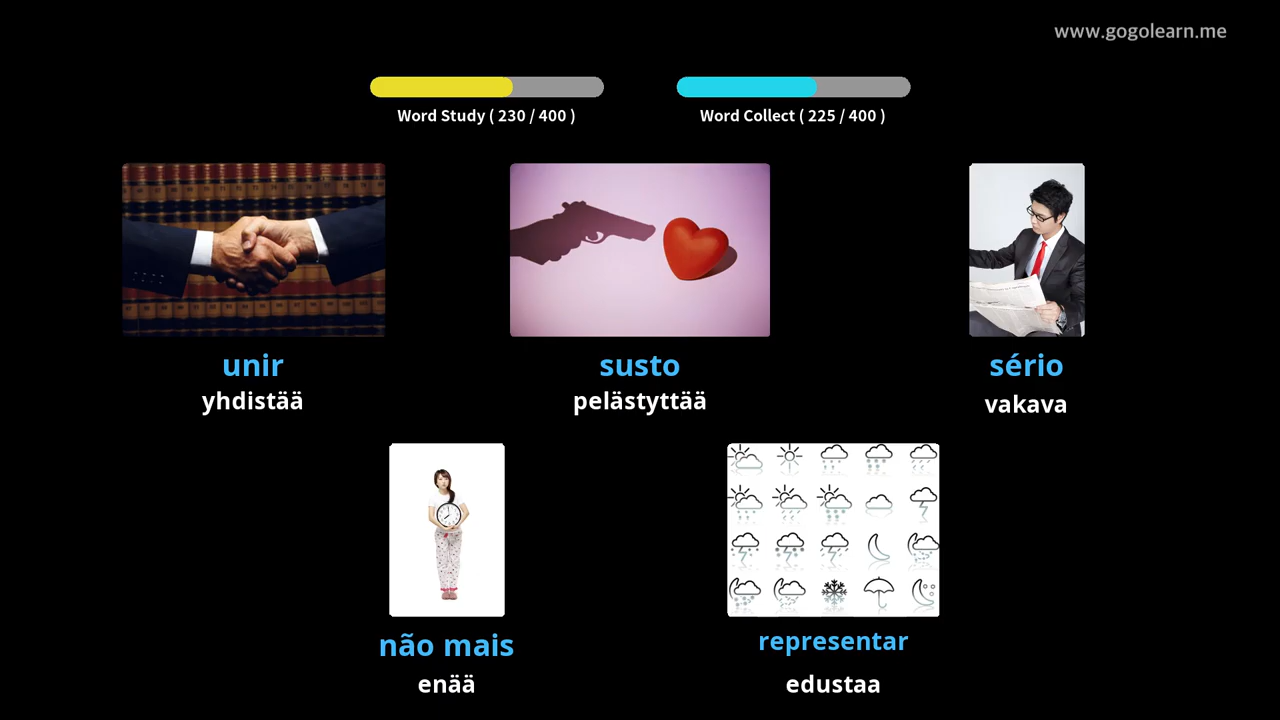 www.gogolearn.me
Word Study ( 230 / 400 )
Word Collect ( 225 / 400 )
unir
yhdistää
susto
pelästyttää
sério
vakava
não mais
enää
representar
edustaa